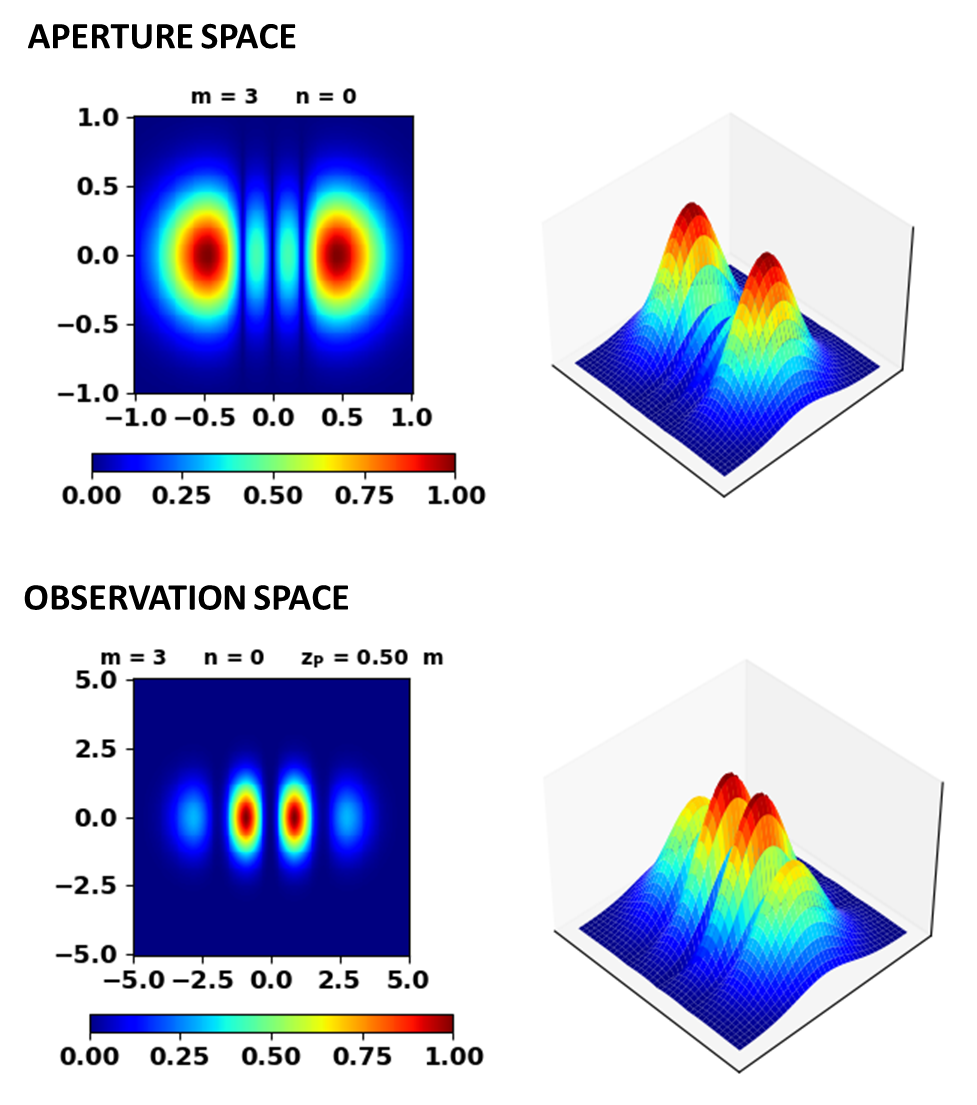 APERTURE SPACE
m = 3 n = 0
1.0
0.5
0.0
−0.5
−1.0
−1.0 −0.5 0.0 0.5 1.0
0.00 0.25 0.50 0.75 1.00
OBSERVATION SPACE
m = 3 n = 0 zP = 0.50 m
5.0
2.5
0.0
−2.5
−5.0
−5.0 −2.5 0.0 2.5 5.0
0.00 0.25 0.50 0.75 1.00